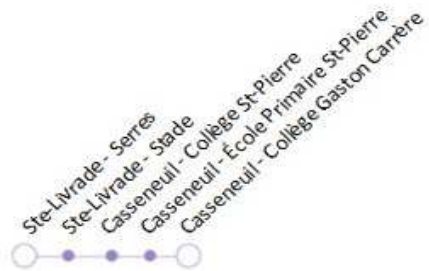 Ste-Livrade - Serres
Ste-Livrade - Stade
Casseneuil - Collège St-Pierre
Casseneuil - École Primaire St-Pierre
Casseneuil - Collège Gaston Carrère